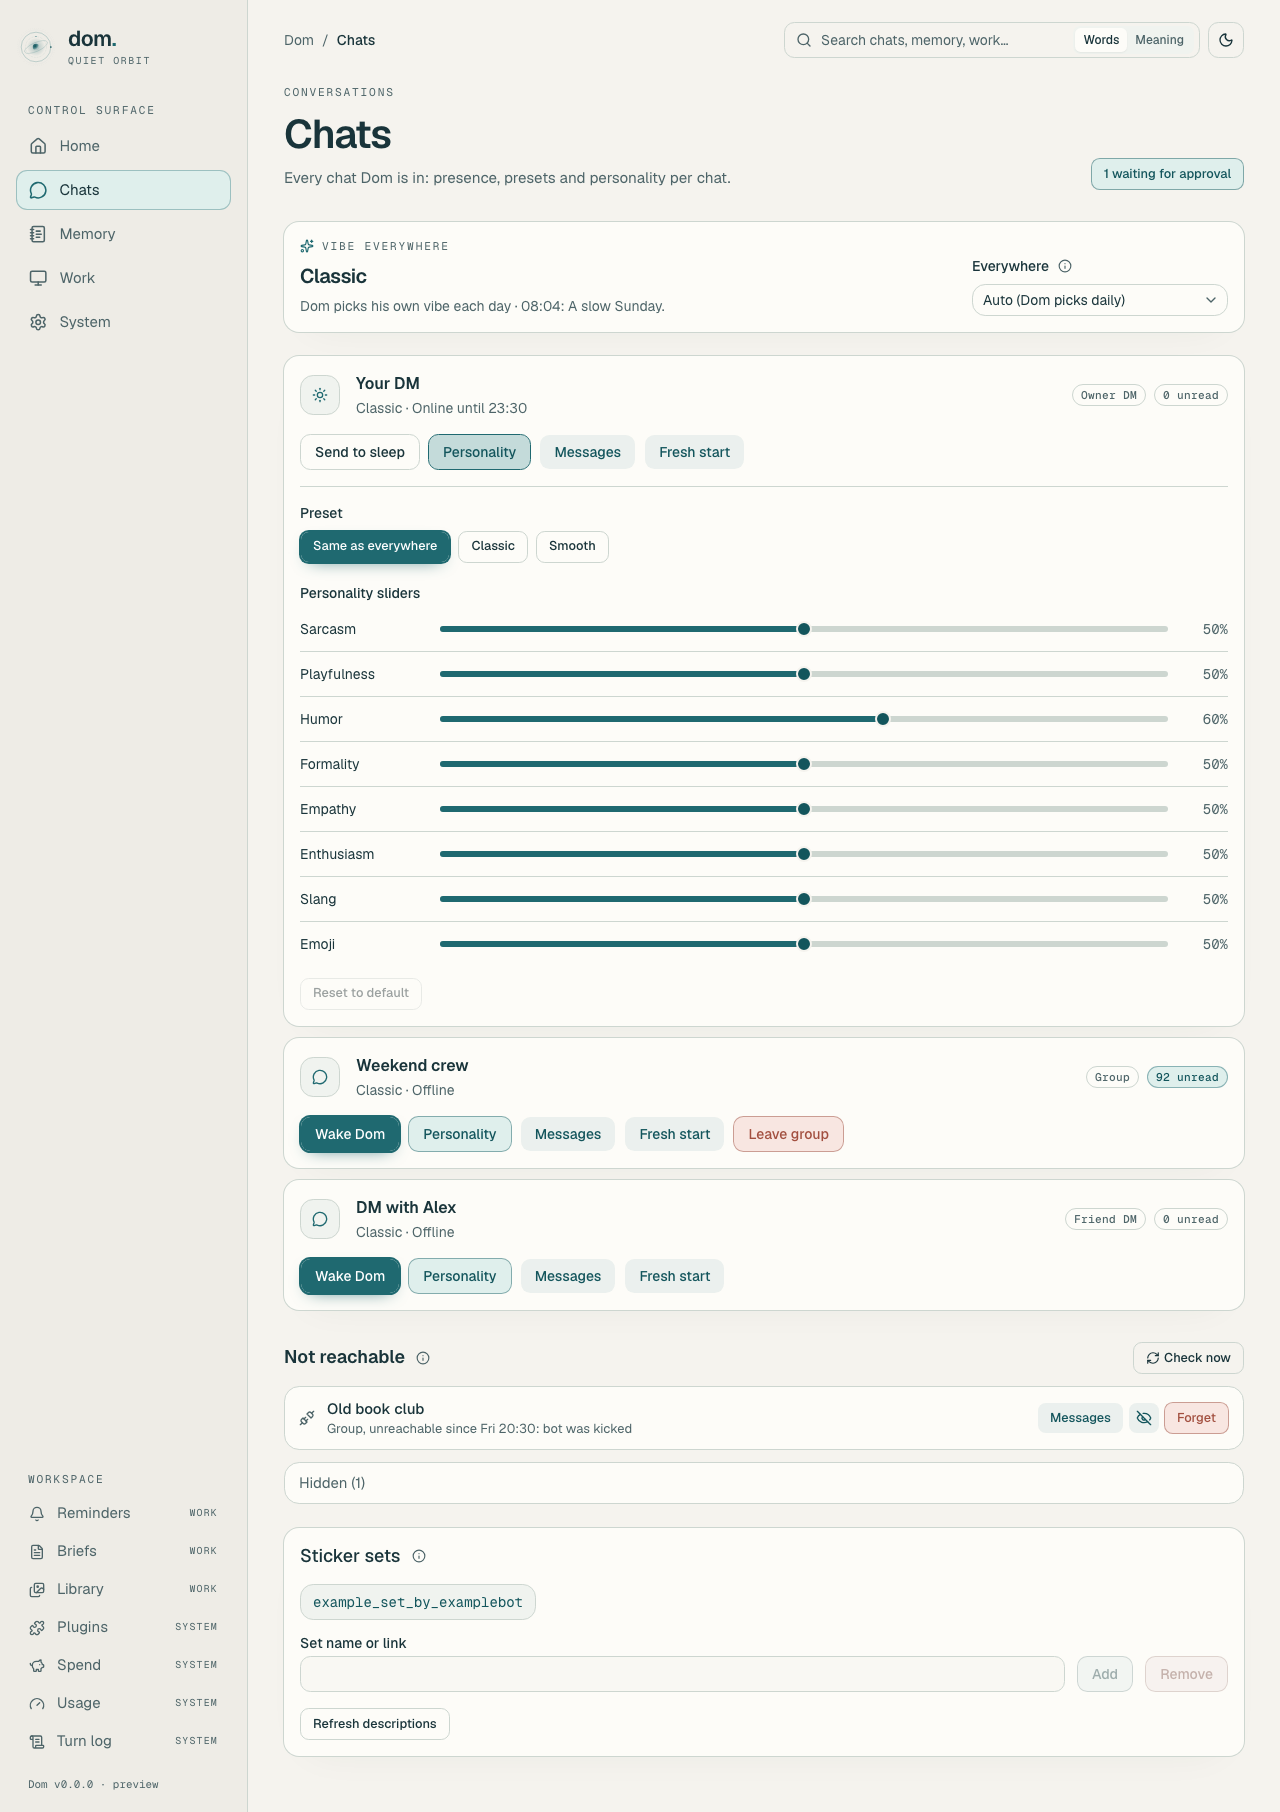 dom.
QUIET ORBIT
CONTROL SURFACE
Home
Chats
Memory
Work
System
WORKSPACE
Reminders WORK
Briefs WORK
Library WORK
Plugins SYSTEM
Spend SYSTEM
Usage SYSTEM
Turn log SYSTEM
Dom v0.0.0 · preview
Dom / Chats
Search chats, memory, work…
Words Meaning
CONVERSATIONS
Chats
Every chat Dom is in: presence, presets and personality per chat.
1 waiting for approval
VIBE EVERYWHERE
Classic
Dom picks his own vibe each day · 08:04: A slow Sunday.
Everywhere
Auto (Dom picks daily)
Your DM
Classic · Online until 23:30
Owner DM 0 unread
Send to sleep Personality Messages Fresh start
Preset
Same as everywhere Classic Smooth
Personality sliders
Sarcasm 50%
Playfulness 50%
Humor 60%
Formality 50%
Empathy 50%
Enthusiasm 50%
Slang 50%
Emoji 50%
Reset to default
Weekend crew
Classic · Offline
Group 92 unread
Wake Dom Personality Messages Fresh start Leave group
DM with Alex
Classic · Offline
Friend DM 0 unread
Wake Dom Personality Messages Fresh start
Not reachable
Check now
Old book club
Group, unreachable since Fri 20:30: bot was kicked
Messages Forget
Hidden (1)
Sticker sets
example_set_by_examplebot
Set name or link
Add Remove
Refresh descriptions